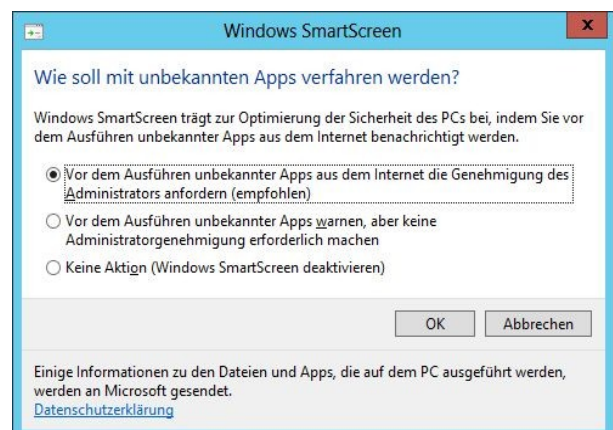 Windows SmartScreen
x
Wie soll mit unbekannten Apps verfahren werden?
Windows SmartScreen trägt zur Optimierung der Sicherheit des PCs bei, indem Sie vor
dem Ausführen unbekannter Apps aus dem Internet benachrichtigt werden.
Vor dem Ausführen unbekannter Apps aus dem Internet die Genehmigung des
Administrators anfordern (empfohlen)
Vor dem Ausführen unbekannter Apps warnen, aber keine
Administratorgenehmigung erforderlich machen
Keine Aktion (Windows SmartScreen deaktivieren)
OK Abbrechen
Einige Informationen zu den Dateien und Apps, die auf dem PC ausgeführt werden,
werden an Microsoft gesendet.
Datenschutzerklärung